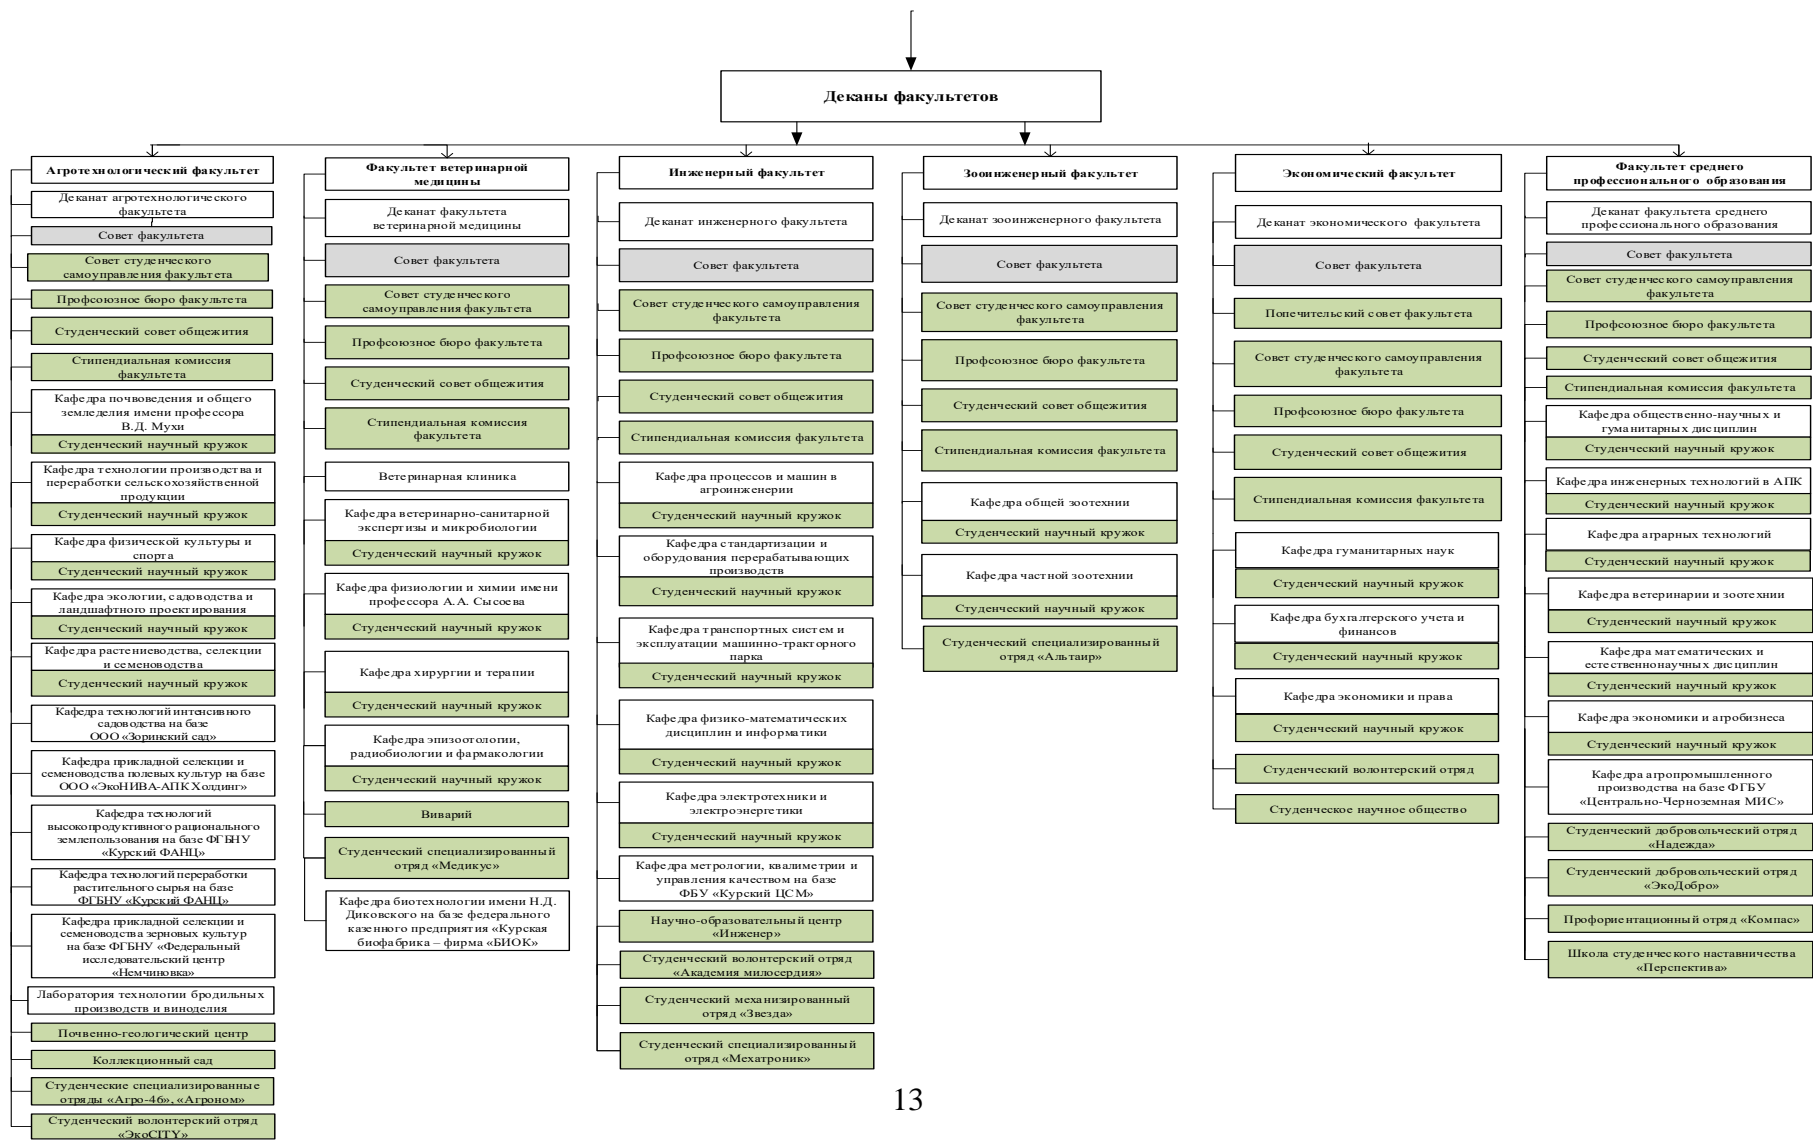 Деканы факультетов
Агротехнологический факультет
Деканат агротехнологического
факультета
Совет факультета
Совет студенческого
самоуправления факультета
Профсоюзное бюро факультета
Студенческий совет общежития
Стипендиальная комиссия
факультета
Кафедра почвоведения и общего
земледелия имени профессора
В.Д. Мухи
Студенческий научный кружок
Кафедра технологии производства и
переработки сельскохозяйственной
продукции
Студенческий научный кружок
Кафедра физической культуры и
спорта
Студенческий научный кружок
Кафедра экологии, садоводства и
ландшафтного проектирования
Студенческий научный кружок
Кафедра растениеводства, селекции
и семеноводства
Студенческий научный кружок
Кафедра технологий интенсивного
садоводства на базе
ООО «Зоринский сад»
Кафедра прикладной селекции и
семеноводства полевых культур на базе
ООО «ЭкоНИВА-АПК Холдинг»
Кафедра технологий
высокопродуктивного рационального
землепользования на базе ФГБНУ
«Курский ФАНЦ»
Кафедра технологий переработки
растительного сырья на базе
ФГБНУ «Курский ФАНЦ»
Кафедра прикладной селекции и
семеноводства зерновых культур
на базе ФГБНУ «Федеральный
исследовательский центр
«Немчиновка»
Лаборатория технологии бродильных
производств и виноделия
Почвенно-геологический центр
Коллекционный сад
Студенческие специализированные
отряды «Агро-46», «Агроном»
Студенческий волонтерский отряд
«ЭкоCITY»
Факультет ветеринарной
медицины
Деканат факультета
ветеринарной медицины
Совет факультета
Совет студенческого
самоуправления факультета
Профсоюзное бюро факультета
Студенческий совет общежития
Стипендиальная комиссия
факультета
Ветеринарная клиника
Кафедра ветеринарно-санитарной
экспертизы и микробиологии
Студенческий научный кружок
Кафедра физиологии и химии имени
профессора А.А. Сысоева
Студенческий научный кружок
Кафедра хирургии и терапии
Студенческий научный кружок
Кафедра эпизоотологии,
радиобиологии и фармакологии
Студенческий научный кружок
Виварий
Студенческий специализированный
отряд «Медикус»
Кафедра биотехнологии имени Н.Д.
Диковского на базе федерального
казенного предприятия «Курская
биофабрика – фирма «БИОК»
Инженерный факультет
Деканат инженерного факультета
Совет факультета
Совет студенческого самоуправления
факультета
Профсоюзное бюро факультета
Студенческий совет общежития
Стипендиальная комиссия факультета
Кафедра процессов и машин в
агроинженерии
Студенческий научный кружок
Кафедра стандартизации и
оборудования перерабатывающих
производств
Студенческий научный кружок
Кафедра транспортных систем и
эксплуатации машинно-тракторного
парка
Студенческий научный кружок
Кафедра физико-математических
дисциплин и информатики
Студенческий научный кружок
Кафедра электротехники и
электроэнергетики
Студенческий научный кружок
Кафедра метрологии, квалиметрии и
управления качеством на базе
ФБУ «Курский ЦСМ»
Научно-образовательный центр
«Инженер»
Студенческий волонтерский отряд
«Академия милосердия»
Студенческий механизированный
отряд «Звезда»
Студенческий специализированный
отряд «Мехатроник»
Зооинженерный факультет
Деканат зооинженерного факультета
Совет факультета
Совет студенческого самоуправления
факультета
Профсоюзное бюро факультета
Студенческий совет общежития
Стипендиальная комиссия факультета
Кафедра общей зоотехнии
Студенческий научный кружок
Кафедра частной зоотехнии
Студенческий научный кружок
Студенческий специализированный
отряд «Альтаир»
Экономический факультет
Деканат экономического факультета
Совет факультета
Попечительский совет факультета
Совет студенческого самоуправления
факультета
Профсоюзное бюро факультета
Студенческий совет общежития
Стипендиальная комиссия факультета
Кафедра гуманитарных наук
Студенческий научный кружок
Кафедра бухгалтерского учета и
финансов
Студенческий научный кружок
Кафедра экономики и права
Студенческий научный кружок
Студенческий волонтерский отряд
Студенческое научное общество
Факультет среднего
профессионального образования
Деканат факультета среднего
профессионального образования
Совет факультета
Совет студенческого самоуправления
факультета
Профсоюзное бюро факультета
Студенческий совет общежития
Стипендиальная комиссия факультета
Кафедра общественно-научных и
гуманитарных дисциплин
Студенческий научный кружок
Кафедра инженерных технологий в АПК
Студенческий научный кружок
Кафедра аграрных технологий
Студенческий научный кружок
Кафедра ветеринарии и зоотехнии
Студенческий научный кружок
Кафедра математических и
естественнонаучных дисциплин
Студенческий научный кружок
Кафедра экономики и агробизнеса
Студенческий научный кружок
Кафедра агропромышленного
производства на базе ФГБУ
«Центрально-Черноземная МИС»
Студенческий добровольческий отряд
«Надежда»
Студенческий добровольческий отряд
«ЭкоДобро»
Профориентационный отряд «Компас»
Школа студенческого наставничества
«Перспектива»
13